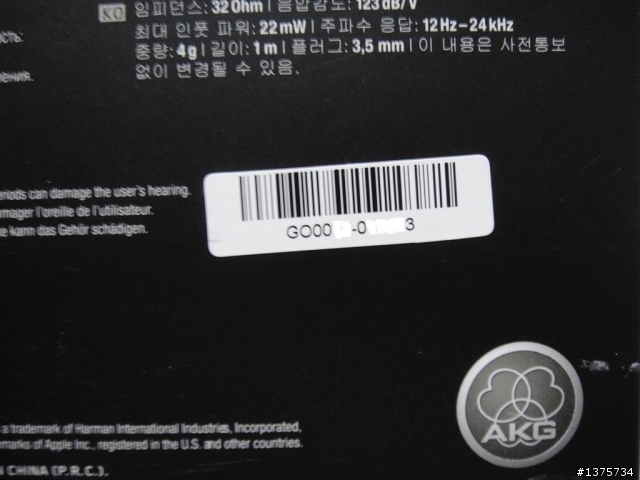 KO 임피던스: 32 Ohm | 음압감도: 123 dB/V
최대 인풋 파워: 22 mW | 주파수 응답: 12 Hz – 24 kHz
중량: 4 g | 길이: 1 m | 플러그: 3,5 mm | 이 내용은 사전통보
없이 변경될 수 있음.
periods can damage the user's hearing.
l'oreille de l'utilisateur.
kann das Gehör schädigen.
GO00 -0 3
a trademark of Harman International Industries, Incorporated,
of Apple Inc., registered in the U.S. and other countries.
CHINA (P.R.C.).
AKG
#1375734